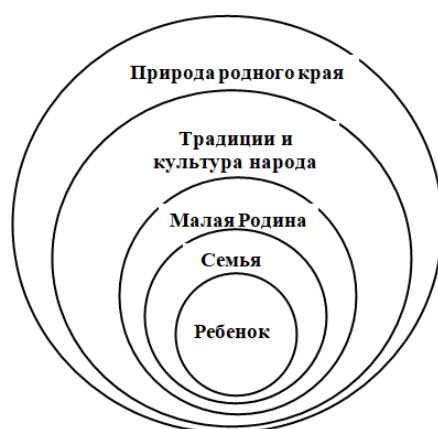 Природа родного края
Традиции и
культура народа
Малая Родина
Семья
Ребенок